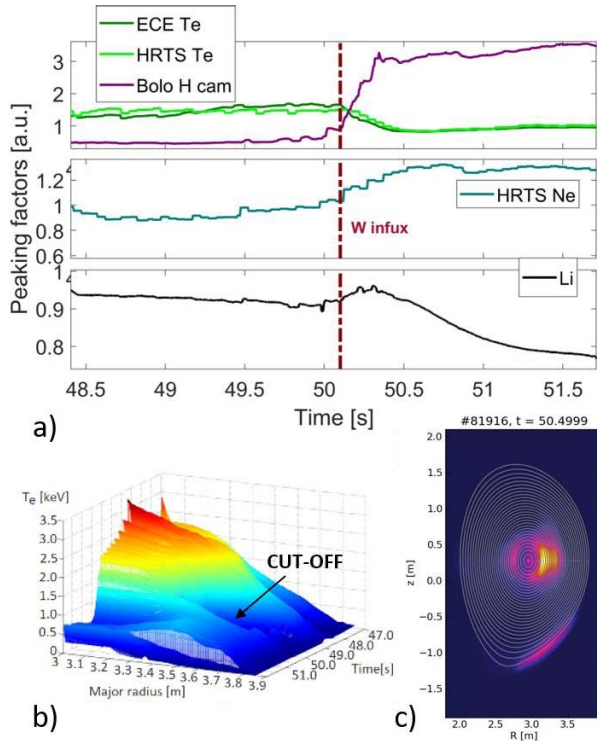 ECE Te
HRTS Te
Bolo H cam
3
2
1
Peaking factors [a.u.]
1.2
1
0.8
0.6
HRTS Ne
W infux
1
0.9
0.8
Li
48.5 49 49.5 50 50.5 51 51.5
Time [s]
a)
T_e [keV]
3.5
3.0
2.5
2.0
1.5
1.0
0.5
0
CUT-OFF
3 3.1 3.2 3.3 3.4 3.5 3.6 3.7 3.8 3.9
Major radius [m]
47.0
48.0
49.0
50.0
51.0
Time[s]
b)
#81916, t = 50.4999
1.5
1.0
0.5
0.0
−0.5
−1.0
−1.5
z [m]
2.0 2.5 3.0 3.5
R [m]
c)